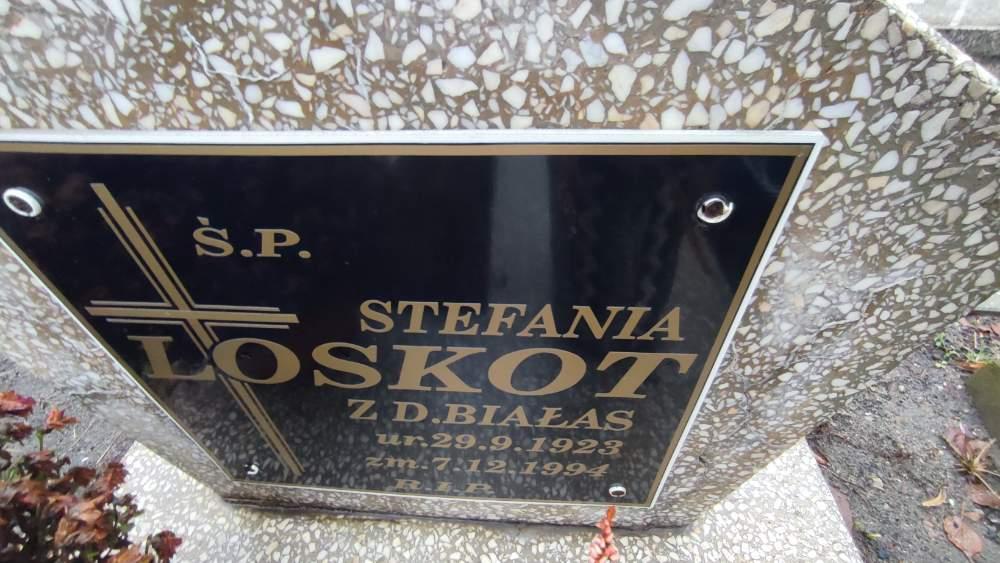 Ś.P.
STEFANIA
LOSKOT
Z D.BIAŁAS
ur.29.9.1923
zm.7.12.1994
R.I.P.